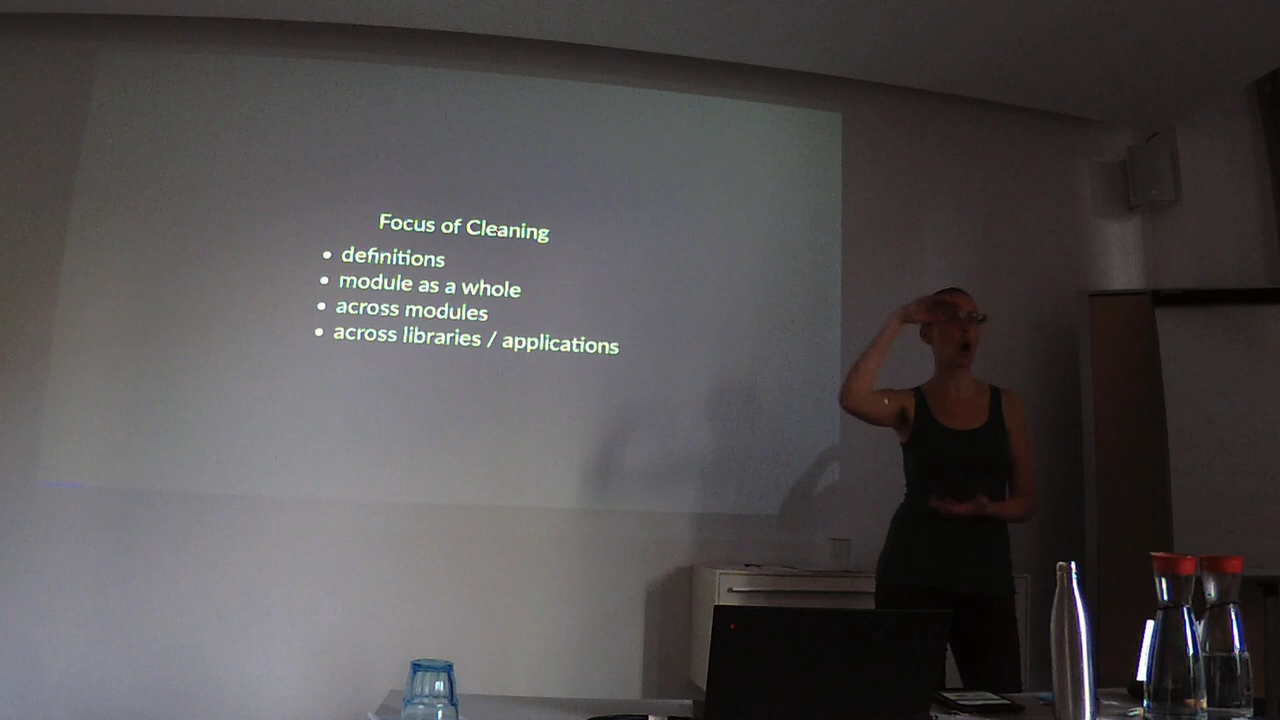 Focus of Cleaning
• definitions
• module as a whole
• across modules
• across libraries / applications